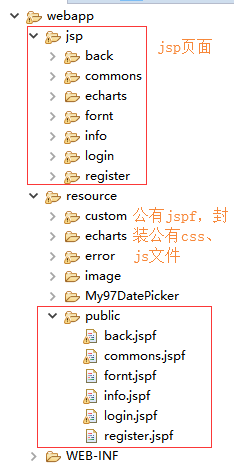 webapp
jsp
jsp页面
back
commons
echarts
fornt
info
login
register
resource
custom 公有jspf，封
echarts 装公有css、
error js文件
image
My97DatePicker
public
back.jspf
commons.jspf
fornt.jspf
info.jspf
login.jspf
register.jspf
WEB-INF